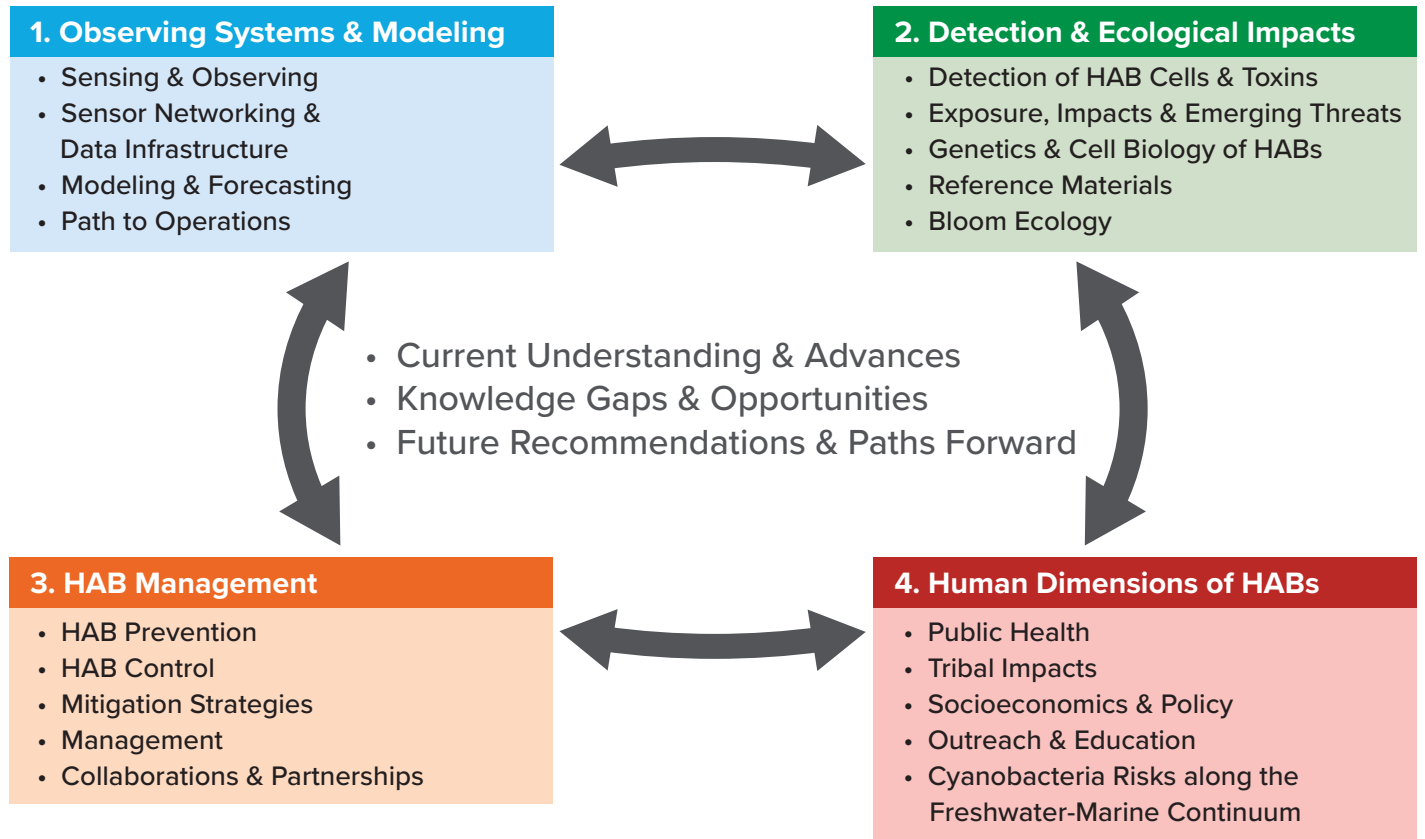 1. Observing Systems & Modeling
• Sensing & Observing
• Sensor Networking &
Data Infrastructure
• Modeling & Forecasting
• Path to Operations
2. Detection & Ecological Impacts
• Detection of HAB Cells & Toxins
• Exposure, Impacts & Emerging Threats
• Genetics & Cell Biology of HABs
• Reference Materials
• Bloom Ecology
• Current Understanding & Advances
• Knowledge Gaps & Opportunities
• Future Recommendations & Paths Forward
3. HAB Management
• HAB Prevention
• HAB Control
• Mitigation Strategies
• Management
• Collaborations & Partnerships
4. Human Dimensions of HABs
• Public Health
• Tribal Impacts
• Socioeconomics & Policy
• Outreach & Education
• Cyanobacteria Risks along the
Freshwater-Marine Continuum